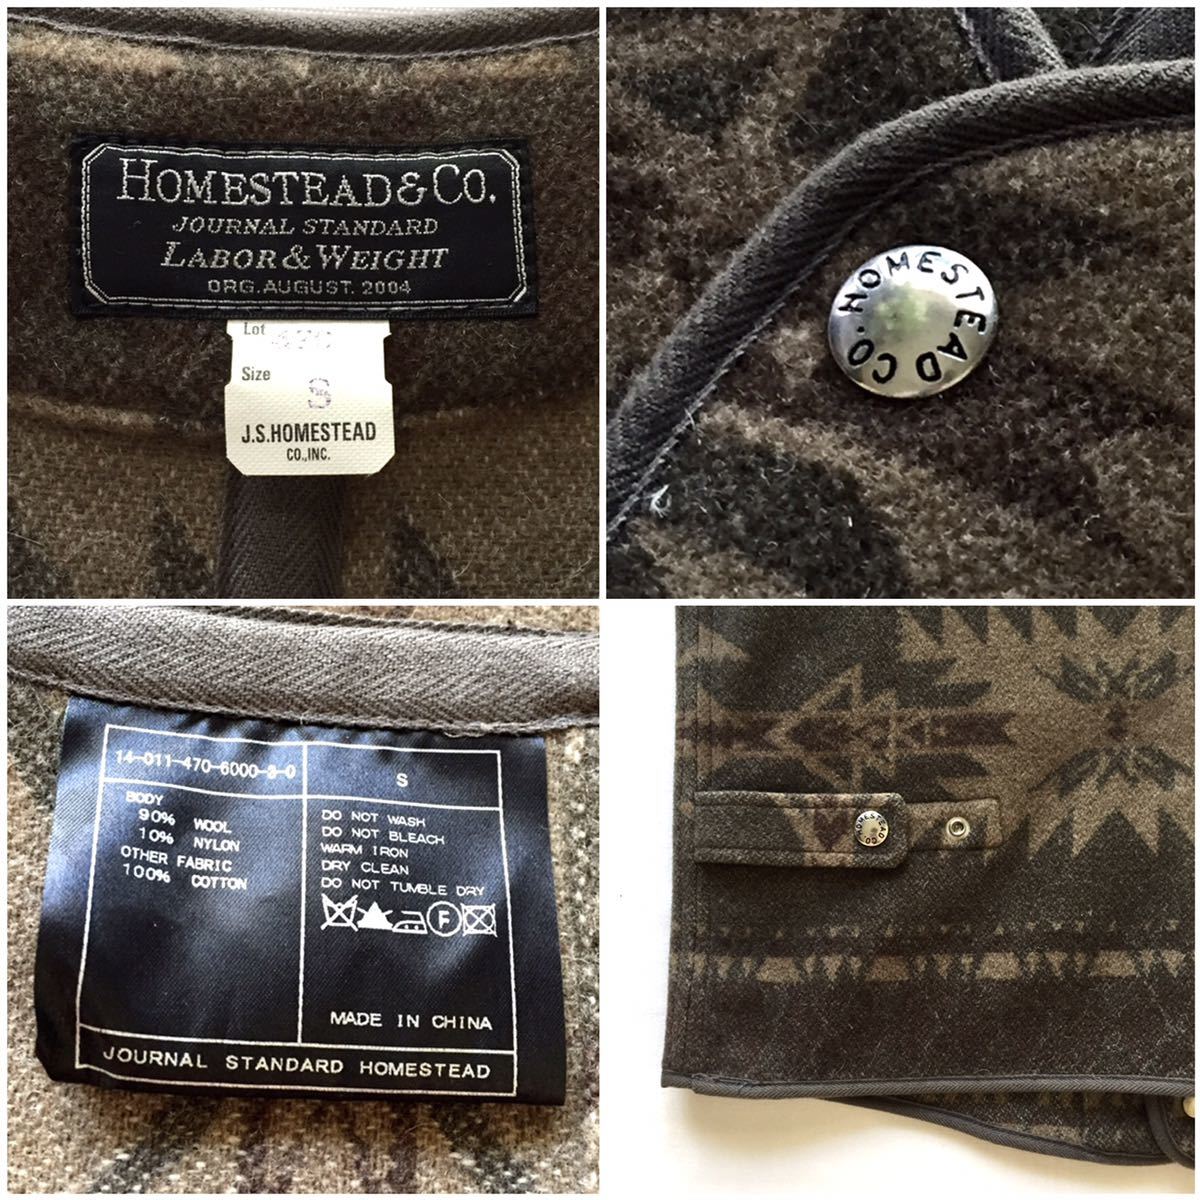 HOMESTEAD & CO.
JOURNAL STANDARD
LABOR & WEIGHT
ORG. AUGUST. 2004
Lot
Size S
J.S.HOMESTEAD
CO.,INC.
HOMESTEAD CO.
14-011-470-6000-3-0
S
BODY
90% WOOL
10% NYLON
OTHER FABRIC
100% COTTON
DO NOT WASH
DO NOT BLEACH
WARM IRON
DRY CLEAN
DO NOT TUMBLE DRY
F
MADE IN CHINA
JOURNAL STANDARD HOMESTEAD
HOMESTEAD CO.